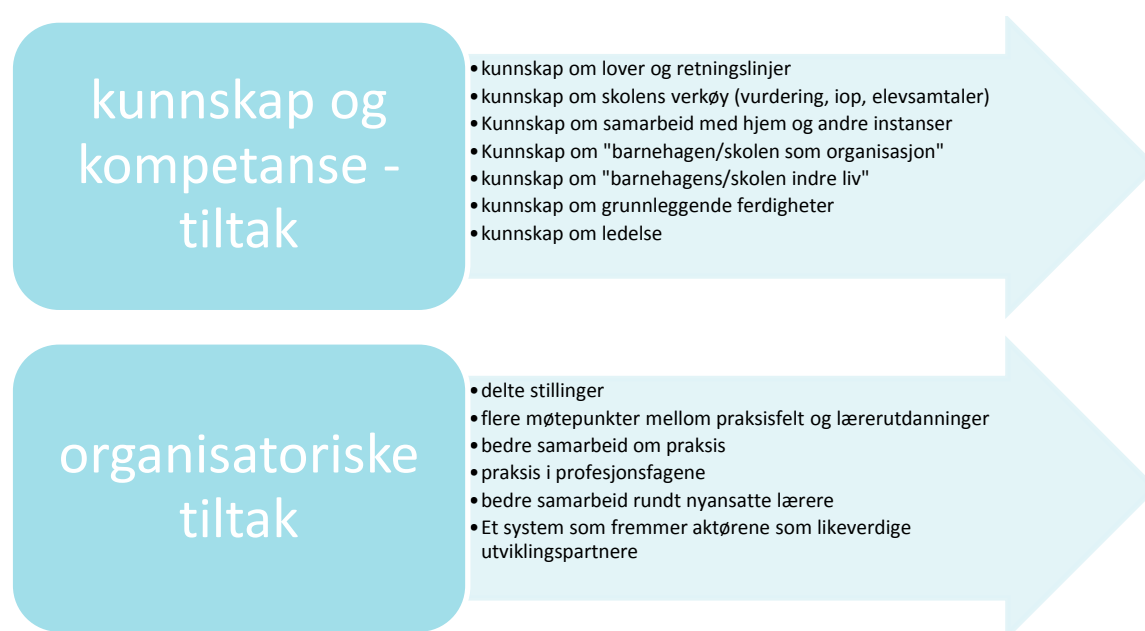 kunnskap og
kompetanse -
tiltak
•kunnskap om lover og retningslinjer
•kunnskap om skolens verkøy (vurdering, iop, elevsamtaler)
•Kunnskap om samarbeid med hjem og andre instanser
•Kunnskap om "barnehagen/skolen som organisasjon"
•kunnskap om "barnehagens/skolen indre liv"
•kunnskap om grunnleggende ferdigheter
•kunnskap om ledelse
organisatoriske
tiltak
•delte stillinger
•flere møtepunkter mellom praksisfelt og lærerutdanninger
•bedre samarbeid om praksis
•praksis i profesjonsfagene
•bedre samarbeid rundt nyansatte lærere
•Et system som fremmer aktørene som likeverdige
utviklingspartnere